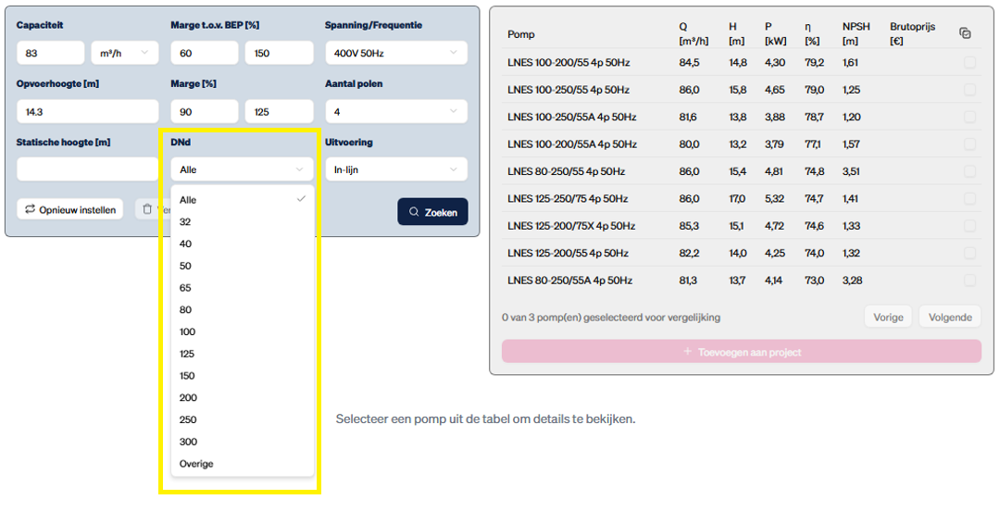 Capaciteit
Marge t.o.v. BEP [%]
Spanning/Frequentie
83
m³/h
60
150
400V 50Hz
Opvoerhoogte [m]
Marge [%]
Aantal polen
14.3
90
125
4
Statische hoogte [m]
DNd
Uitvoering
Alle
In-lijn
Opnieuw instellen
Zoeken
Alle
32
40
50
65
80
100
125
150
200
250
300
Overige
Pomp Q [m³/h] H [m] P [kW] η [%] NPSH [m] Brutoprijs [€]
LNES 100-200/55 4p 50Hz 84,5 14,8 4,30 79,2 1,61
LNES 100-250/55 4p 50Hz 86,0 15,8 4,65 79,0 1,25
LNES 100-250/55A 4p 50Hz 81,6 13,8 3,88 78,7 1,20
LNES 100-200/55A 4p 50Hz 80,0 13,2 3,79 77,1 1,57
LNES 80-250/55 4p 50Hz 86,0 15,4 4,81 74,8 3,51
LNES 125-250/75 4p 50Hz 86,0 17,0 5,32 74,7 1,41
LNES 125-200/75X 4p 50Hz 85,3 15,1 4,72 74,6 1,33
LNES 125-200/55 4p 50Hz 82,2 14,0 4,25 74,0 1,32
LNES 80-250/55A 4p 50Hz 81,3 13,7 4,14 73,0 3,28
0 van 3 pomp(en) geselecteerd voor vergelijking
Vorige
Volgende
+ Toevoegen aan project
Selecteer een pomp uit de tabel om details te bekijken.